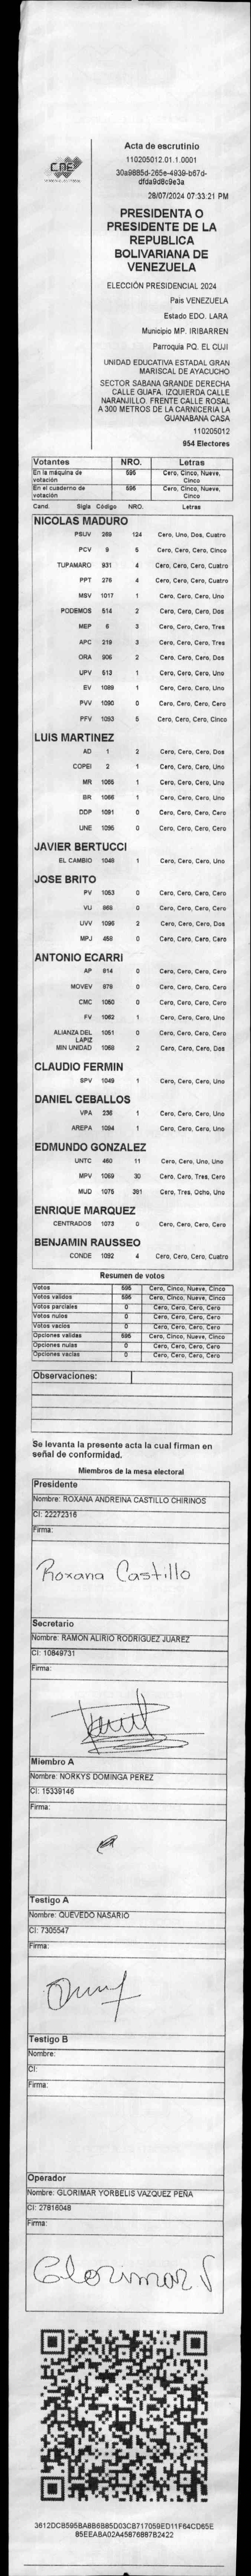 CNE
Acta de escrutinio
110205012.01.1.0001
30a9885d-265e-4939-b67d-
dfda9d8c9e3a
28/07/2024 07:33:21 PM
PRESIDENTA O
PRESIDENTE DE LA
REPUBLICA
BOLIVARIANA DE
VENEZUELA
ELECCIÓN PRESIDENCIAL 2024
Pais VENEZUELA
Estado EDO. LARA
Municipio MP. IRIBARREN
Parroquia PQ. EL CUJI
UNIDAD EDUCATIVA ESTADAL GRAN
MARISCAL DE AYACUCHO
SECTOR SABANA GRANDE DERECHA
CALLE GUAFA. IZQUIERDA CALLE
NARANJILLO. FRENTE CALLE ROSAL
A 300 METROS DE LA CARNICERIA LA
GUANABANA CASA
110205012
954 Electores
Votantes NRO. Letras
En la máquina de votación 595 Cero, Cinco, Nueve, Cinco
En el cuaderno de votación 595 Cero, Cinco, Nueve, Cinco
Cand. Sigla Código NRO. Letras
NICOLAS MADURO
PSUV 269 124 Cero, Uno, Dos, Cuatro
PCV 9 5 Cero, Cero, Cero, Cinco
TUPAMARO 931 4 Cero, Cero, Cero, Cuatro
PPT 276 4 Cero, Cero, Cero, Cuatro
MSV 1017 1 Cero, Cero, Cero, Uno
PODEMOS 514 2 Cero, Cero, Cero, Dos
MEP 6 3 Cero, Cero, Cero, Tres
APC 219 3 Cero, Cero, Cero, Tres
ORA 906 2 Cero, Cero, Cero, Dos
UPV 513 1 Cero, Cero, Cero, Uno
EV 1089 1 Cero, Cero, Cero, Uno
PVV 1090 0 Cero, Cero, Cero, Cero
PFV 1093 5 Cero, Cero, Cero, Cinco
LUIS MARTINEZ
AD 1 2 Cero, Cero, Cero, Dos
COPEI 2 1 Cero, Cero, Cero, Uno
MR 1065 1 Cero, Cero, Cero, Uno
BR 1066 1 Cero, Cero, Cero, Uno
DDP 1091 0 Cero, Cero, Cero, Cero
UNE 1095 0 Cero, Cero, Cero, Cero
JAVIER BERTUCCI
EL CAMBIO 1048 1 Cero, Cero, Cero, Uno
JOSE BRITO
PV 1053 0 Cero, Cero, Cero, Cero
VU 868 0 Cero, Cero, Cero, Cero
UVV 1096 2 Cero, Cero, Cero, Dos
MPJ 458 0 Cero, Cero, Cero, Cero
ANTONIO ECARRI
AP 814 0 Cero, Cero, Cero, Cero
MOVEV 878 0 Cero, Cero, Cero, Cero
CMC 1050 0 Cero, Cero, Cero, Cero
FV 1062 1 Cero, Cero, Cero, Uno
ALIANZA DEL LAPIZ 1051 0 Cero, Cero, Cero, Cero
MIN UNIDAD 1068 2 Cero, Cero, Cero, Dos
CLAUDIO FERMIN
SPV 1049 1 Cero, Cero, Cero, Uno
DANIEL CEBALLOS
VPA 236 1 Cero, Cero, Cero, Uno
AREPA 1094 1 Cero, Cero, Cero, Uno
EDMUNDO GONZALEZ
UNTC 460 11 Cero, Cero, Uno, Uno
MPV 1069 30 Cero, Cero, Tres, Cero
MUD 1075 381 Cero, Tres, Ocho, Uno
ENRIQUE MARQUEZ
CENTRADOS 1073 0 Cero, Cero, Cero, Cero
BENJAMIN RAUSSEO
CONDE 1092 4 Cero, Cero, Cero, Cuatro
Resumen de votos
Votos 595 Cero, Cinco, Nueve, Cinco
Votos validos 595 Cero, Cinco, Nueve, Cinco
Votos parciales 0 Cero, Cero, Cero, Cero
Votos nulos 0 Cero, Cero, Cero, Cero
Votos vacios 0 Cero, Cero, Cero, Cero
Opciones validas 595 Cero, Cinco, Nueve, Cinco
Opciones nulas 0 Cero, Cero, Cero, Cero
Opciones vacias 0 Cero, Cero, Cero, Cero
Observaciones:
Se levanta la presente acta la cual firman en
señal de conformidad.
Miembros de la mesa electoral
Presidente
Nombre: ROXANA ANDREINA CASTILLO CHIRINOS
CI: 22272316
Firma:
Roxana Castillo
Secretario
Nombre: RAMON ALIRIO RODRIGUEZ JUAREZ
CI: 10849731
Firma:
Miembro A
Nombre: NORKYS DOMINGA PEREZ
CI: 15339146
Firma:
Testigo A
Nombre: QUEVEDO NASARIO
CI: 7305547
Firma:
Testigo B
Nombre:
CI:
Firma:
Operador
Nombre: GLORIMAR YORBELIS VAZQUEZ PEÑA
CI: 27816048
Firma:
Glorimar V
3612DCB595BA8B6B85D03CB717059ED11F64CD65E
85EEABA02A45876887B2422